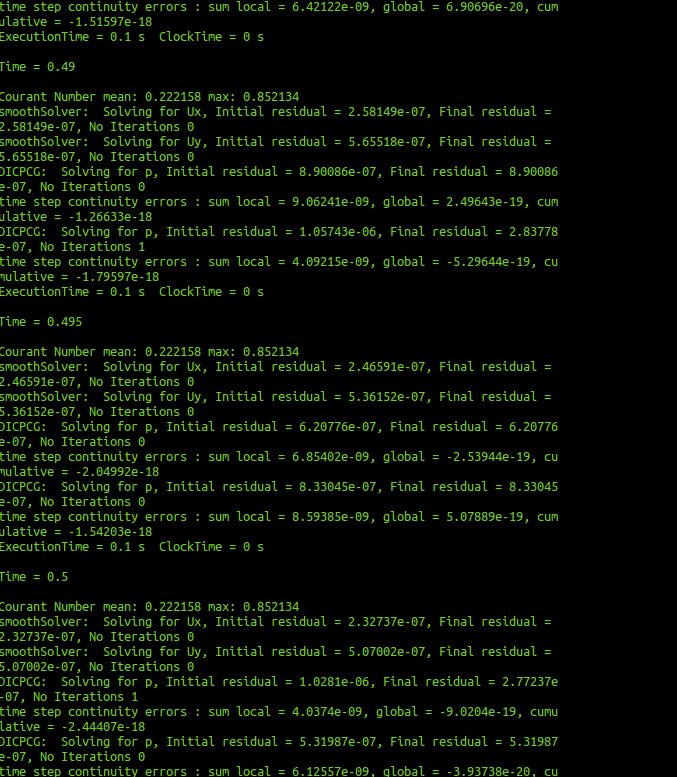 time step continuity errors : sum local = 6.42122e-09, global = 6.90696e-20, cum
ulative = -1.51597e-18
ExecutionTime = 0.1 s  ClockTime = 0 s
Time = 0.49
Courant Number mean: 0.222158 max: 0.852134
smoothSolver:  Solving for Ux, Initial residual = 2.58149e-07, Final residual =
2.58149e-07, No Iterations 0
smoothSolver:  Solving for Uy, Initial residual = 5.65518e-07, Final residual =
5.65518e-07, No Iterations 0
DICPCG:  Solving for p, Initial residual = 8.90086e-07, Final residual = 8.90086
e-07, No Iterations 0
time step continuity errors : sum local = 9.06241e-09, global = 2.49643e-19, cum
ulative = -1.26633e-18
DICPCG:  Solving for p, Initial residual = 1.05743e-06, Final residual = 2.83778
e-07, No Iterations 1
time step continuity errors : sum local = 4.09215e-09, global = -5.29644e-19, cu
mulative = -1.79597e-18
ExecutionTime = 0.1 s  ClockTime = 0 s
Time = 0.495
Courant Number mean: 0.222158 max: 0.852134
smoothSolver:  Solving for Ux, Initial residual = 2.46591e-07, Final residual =
2.46591e-07, No Iterations 0
smoothSolver:  Solving for Uy, Initial residual = 5.36152e-07, Final residual =
5.36152e-07, No Iterations 0
DICPCG:  Solving for p, Initial residual = 6.20776e-07, Final residual = 6.20776
e-07, No Iterations 0
time step continuity errors : sum local = 6.85402e-09, global = -2.53944e-19, cu
mulative = -2.04992e-18
DICPCG:  Solving for p, Initial residual = 8.33045e-07, Final residual = 8.33045
e-07, No Iterations 0
time step continuity errors : sum local = 8.59385e-09, global = 5.07889e-19, cum
ulative = -1.54203e-18
ExecutionTime = 0.1 s  ClockTime = 0 s
Time = 0.5
Courant Number mean: 0.222158 max: 0.852134
smoothSolver:  Solving for Ux, Initial residual = 2.32737e-07, Final residual =
2.32737e-07, No Iterations 0
smoothSolver:  Solving for Uy, Initial residual = 5.07002e-07, Final residual =
5.07002e-07, No Iterations 0
DICPCG:  Solving for p, Initial residual = 1.0281e-06, Final residual = 2.77237e
-07, No Iterations 1
time step continuity errors : sum local = 4.0374e-09, global = -9.0204e-19, cumu
lative = -2.44407e-18
DICPCG:  Solving for p, Initial residual = 5.31987e-07, Final residual = 5.31987
e-07, No Iterations 0
time step continuity errors : sum local = 6.12557e-09, global = -3.93738e-20, cu